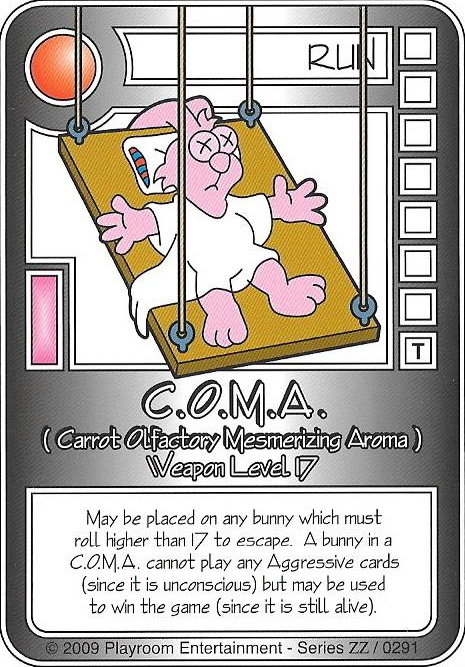 RUN
T
C.O.M.A.
( Carrot Olfactory Mesmerizing Aroma )
Weapon Level 17
May be placed on any bunny which must
roll higher than 17 to escape. A bunny in a
C.O.M.A. cannot play any Aggressive cards
(since it is unconscious) but may be used
to win the game (since it is still alive).
© 2009 Playroom Entertainment - Series ZZ / 0291